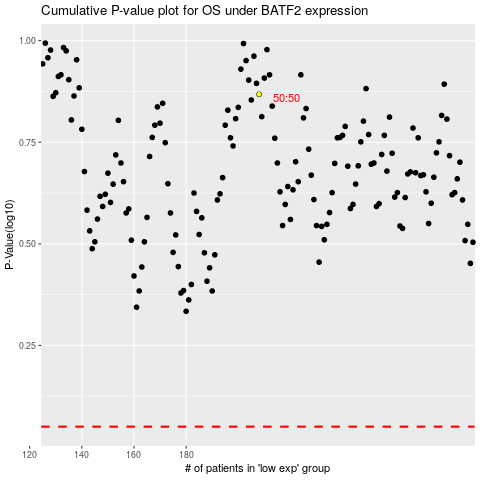 Cumulative P-value plot for OS under BATF2 expression
P-Value(log10)
1.00
0.75
0.50
0.25
50:50
120 140 160 180
# of patients in 'low exp' group